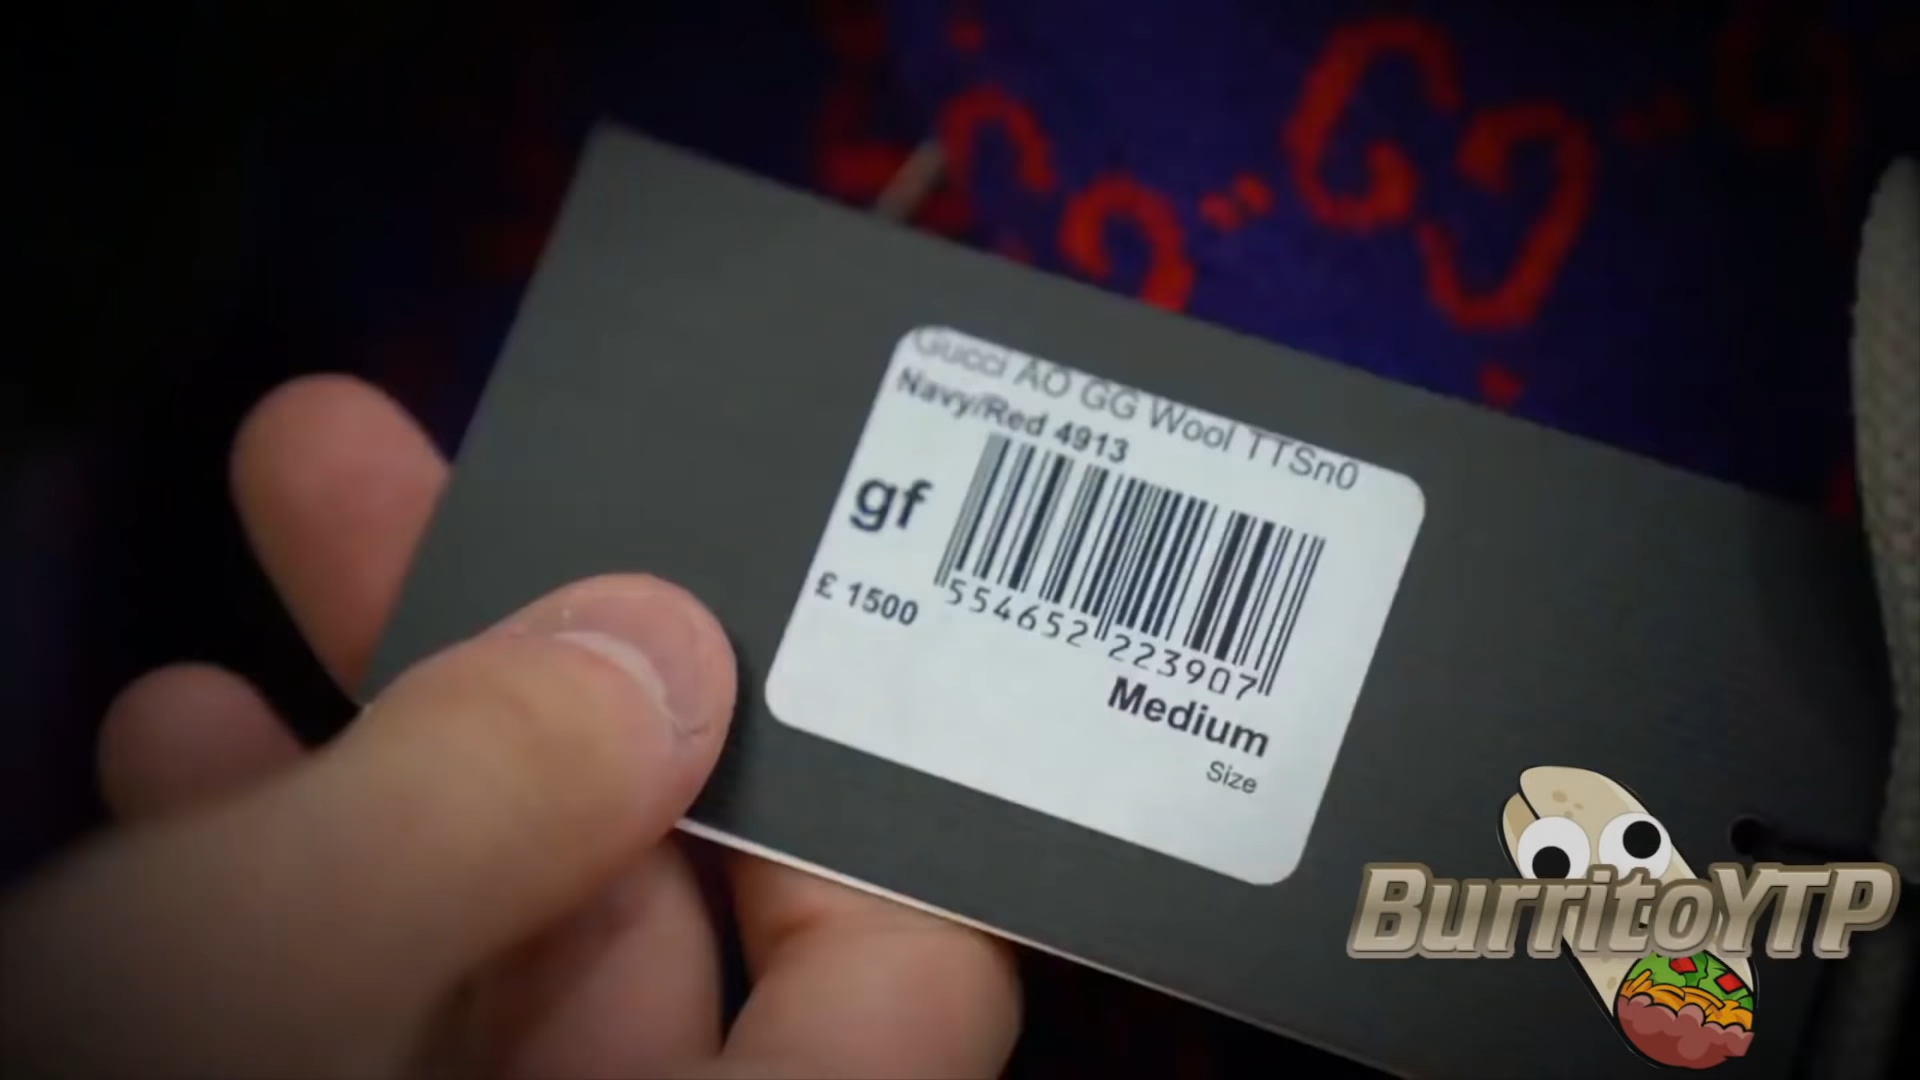 Gucci AO GG Wool TTSn0
Navy/Red 4913
gf
£ 1500
554652 223907
Medium
Size
BurritoYTP